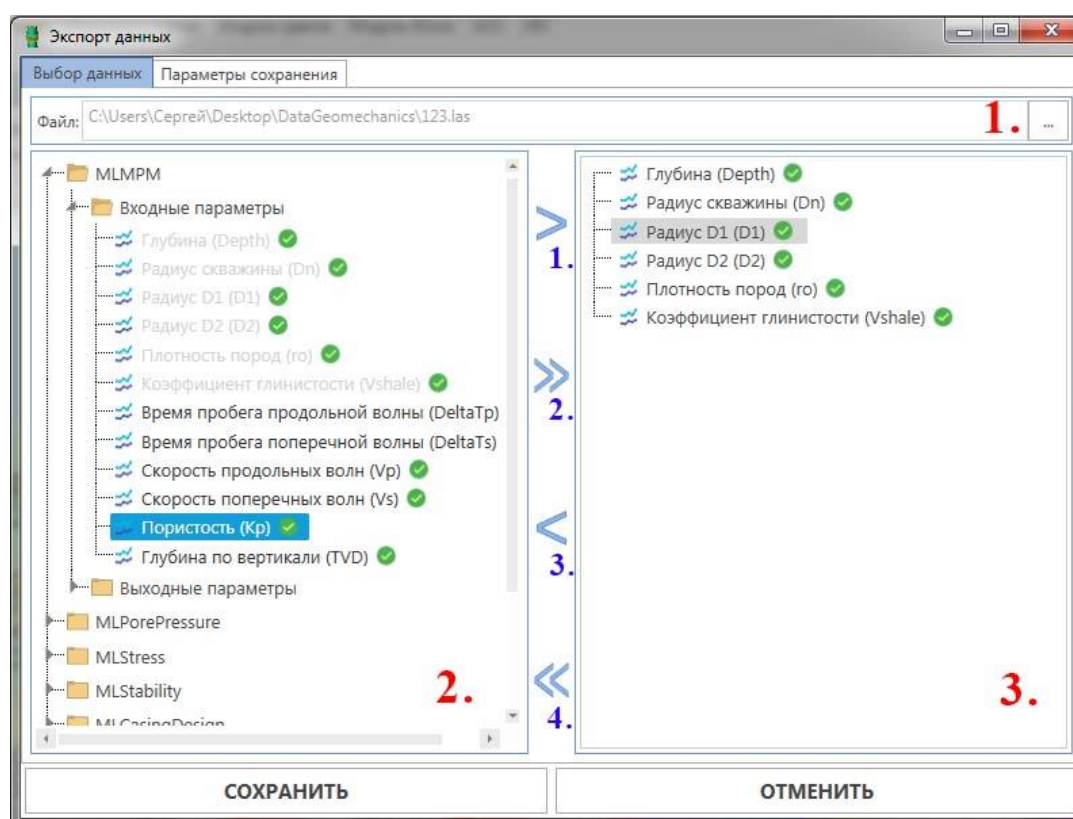 Экспорт данных
Выбор данных
Параметры сохранения
Файл:
C:\Users\Сергей\Desktop\DataGeomechanics\123.las
1.
...
MLMPM
Входные параметры
Глубина (Depth)
Радиус скважины (Dn)
Радиус D1 (D1)
Радиус D2 (D2)
Плотность пород (ro)
Коэффициент глинистости (Vshale)
Время пробега продольной волны (DeltaTp)
Время пробега поперечной волны (DeltaTs)
Скорость продольных волн (Vp)
Скорость поперечных волн (Vs)
Пористость (Kp)
Глубина по вертикали (TVD)
Выходные параметры
MLPorePressure
MLStress
MLStability
MLCasingDesign
2.
>
1.
>>
2.
<
3.
<<
4.
Глубина (Depth)
Радиус скважины (Dn)
Радиус D1 (D1)
Радиус D2 (D2)
Плотность пород (ro)
Коэффициент глинистости (Vshale)
3.
СОХРАНИТЬ
ОТМЕНИТЬ